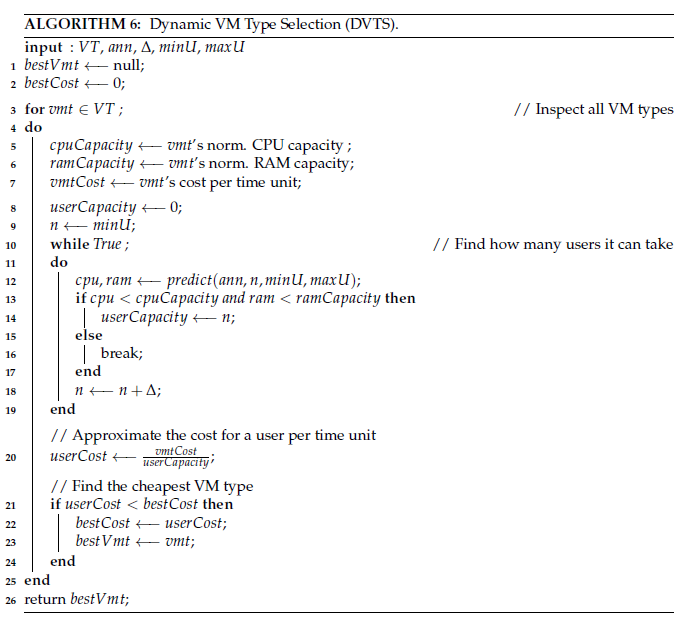 ALGORITHM 6: Dynamic VM Type Selection (DVTS).
input : VT, ann, Δ, minU, maxU
1 bestVmt ⟵ null;
2 bestCost ⟵ 0;
3 for vmt ∈ VT ; // Inspect all VM types
4 do
5 cpuCapacity ⟵ vmt's norm. CPU capacity ;
6 ramCapacity ⟵ vmt's norm. RAM capacity;
7 vmtCost ⟵ vmt's cost per time unit;
8 userCapacity ⟵ 0;
9 n ⟵ minU;
10 while True ; // Find how many users it can take
11 do
12 cpu, ram ⟵ predict(ann, n, minU, maxU);
13 if cpu < cpuCapacity and ram < ramCapacity then
14 userCapacity ⟵ n;
15 else
16 break;
17 end
18 n ⟵ n + Δ;
19 end
// Approximate the cost for a user per time unit
20 userCost ⟵ vmtCost/userCapacity;
// Find the cheapest VM type
21 if userCost < bestCost then
22 bestCost ⟵ userCost;
23 bestVmt ⟵ vmt;
24 end
25 end
26 return bestVmt;